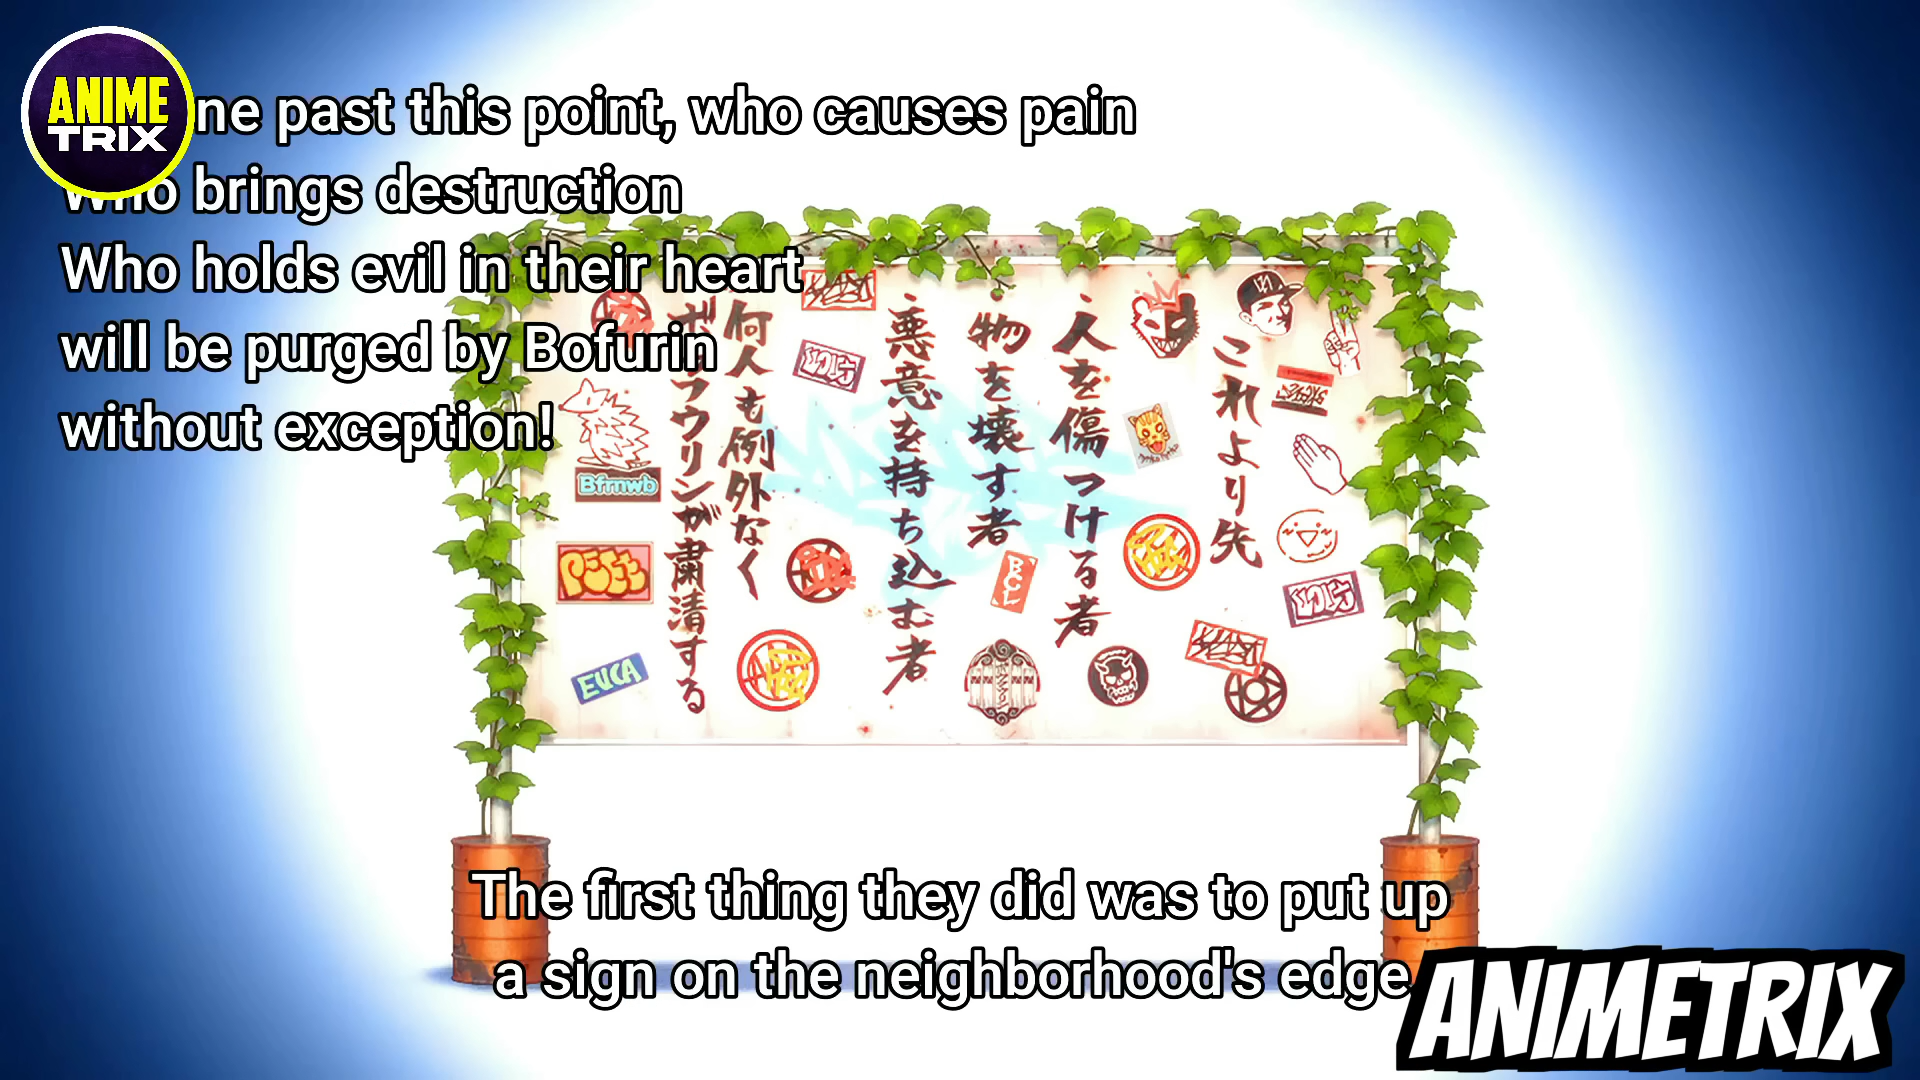 ANIME
TRIX
ne past this point, who causes pain
Who brings destruction
Who holds evil in their heart
will be purged by Bofurin
without exception!
これより先
人を傷つける者
物を壊す者
悪意を持ち込む者
何人も例外なく
ボウフウリンが粛清する
Bfrnwb
EUCA
BCL
The first thing they did was to put up
a sign on the neighborhood's edge
ANIMETRIX